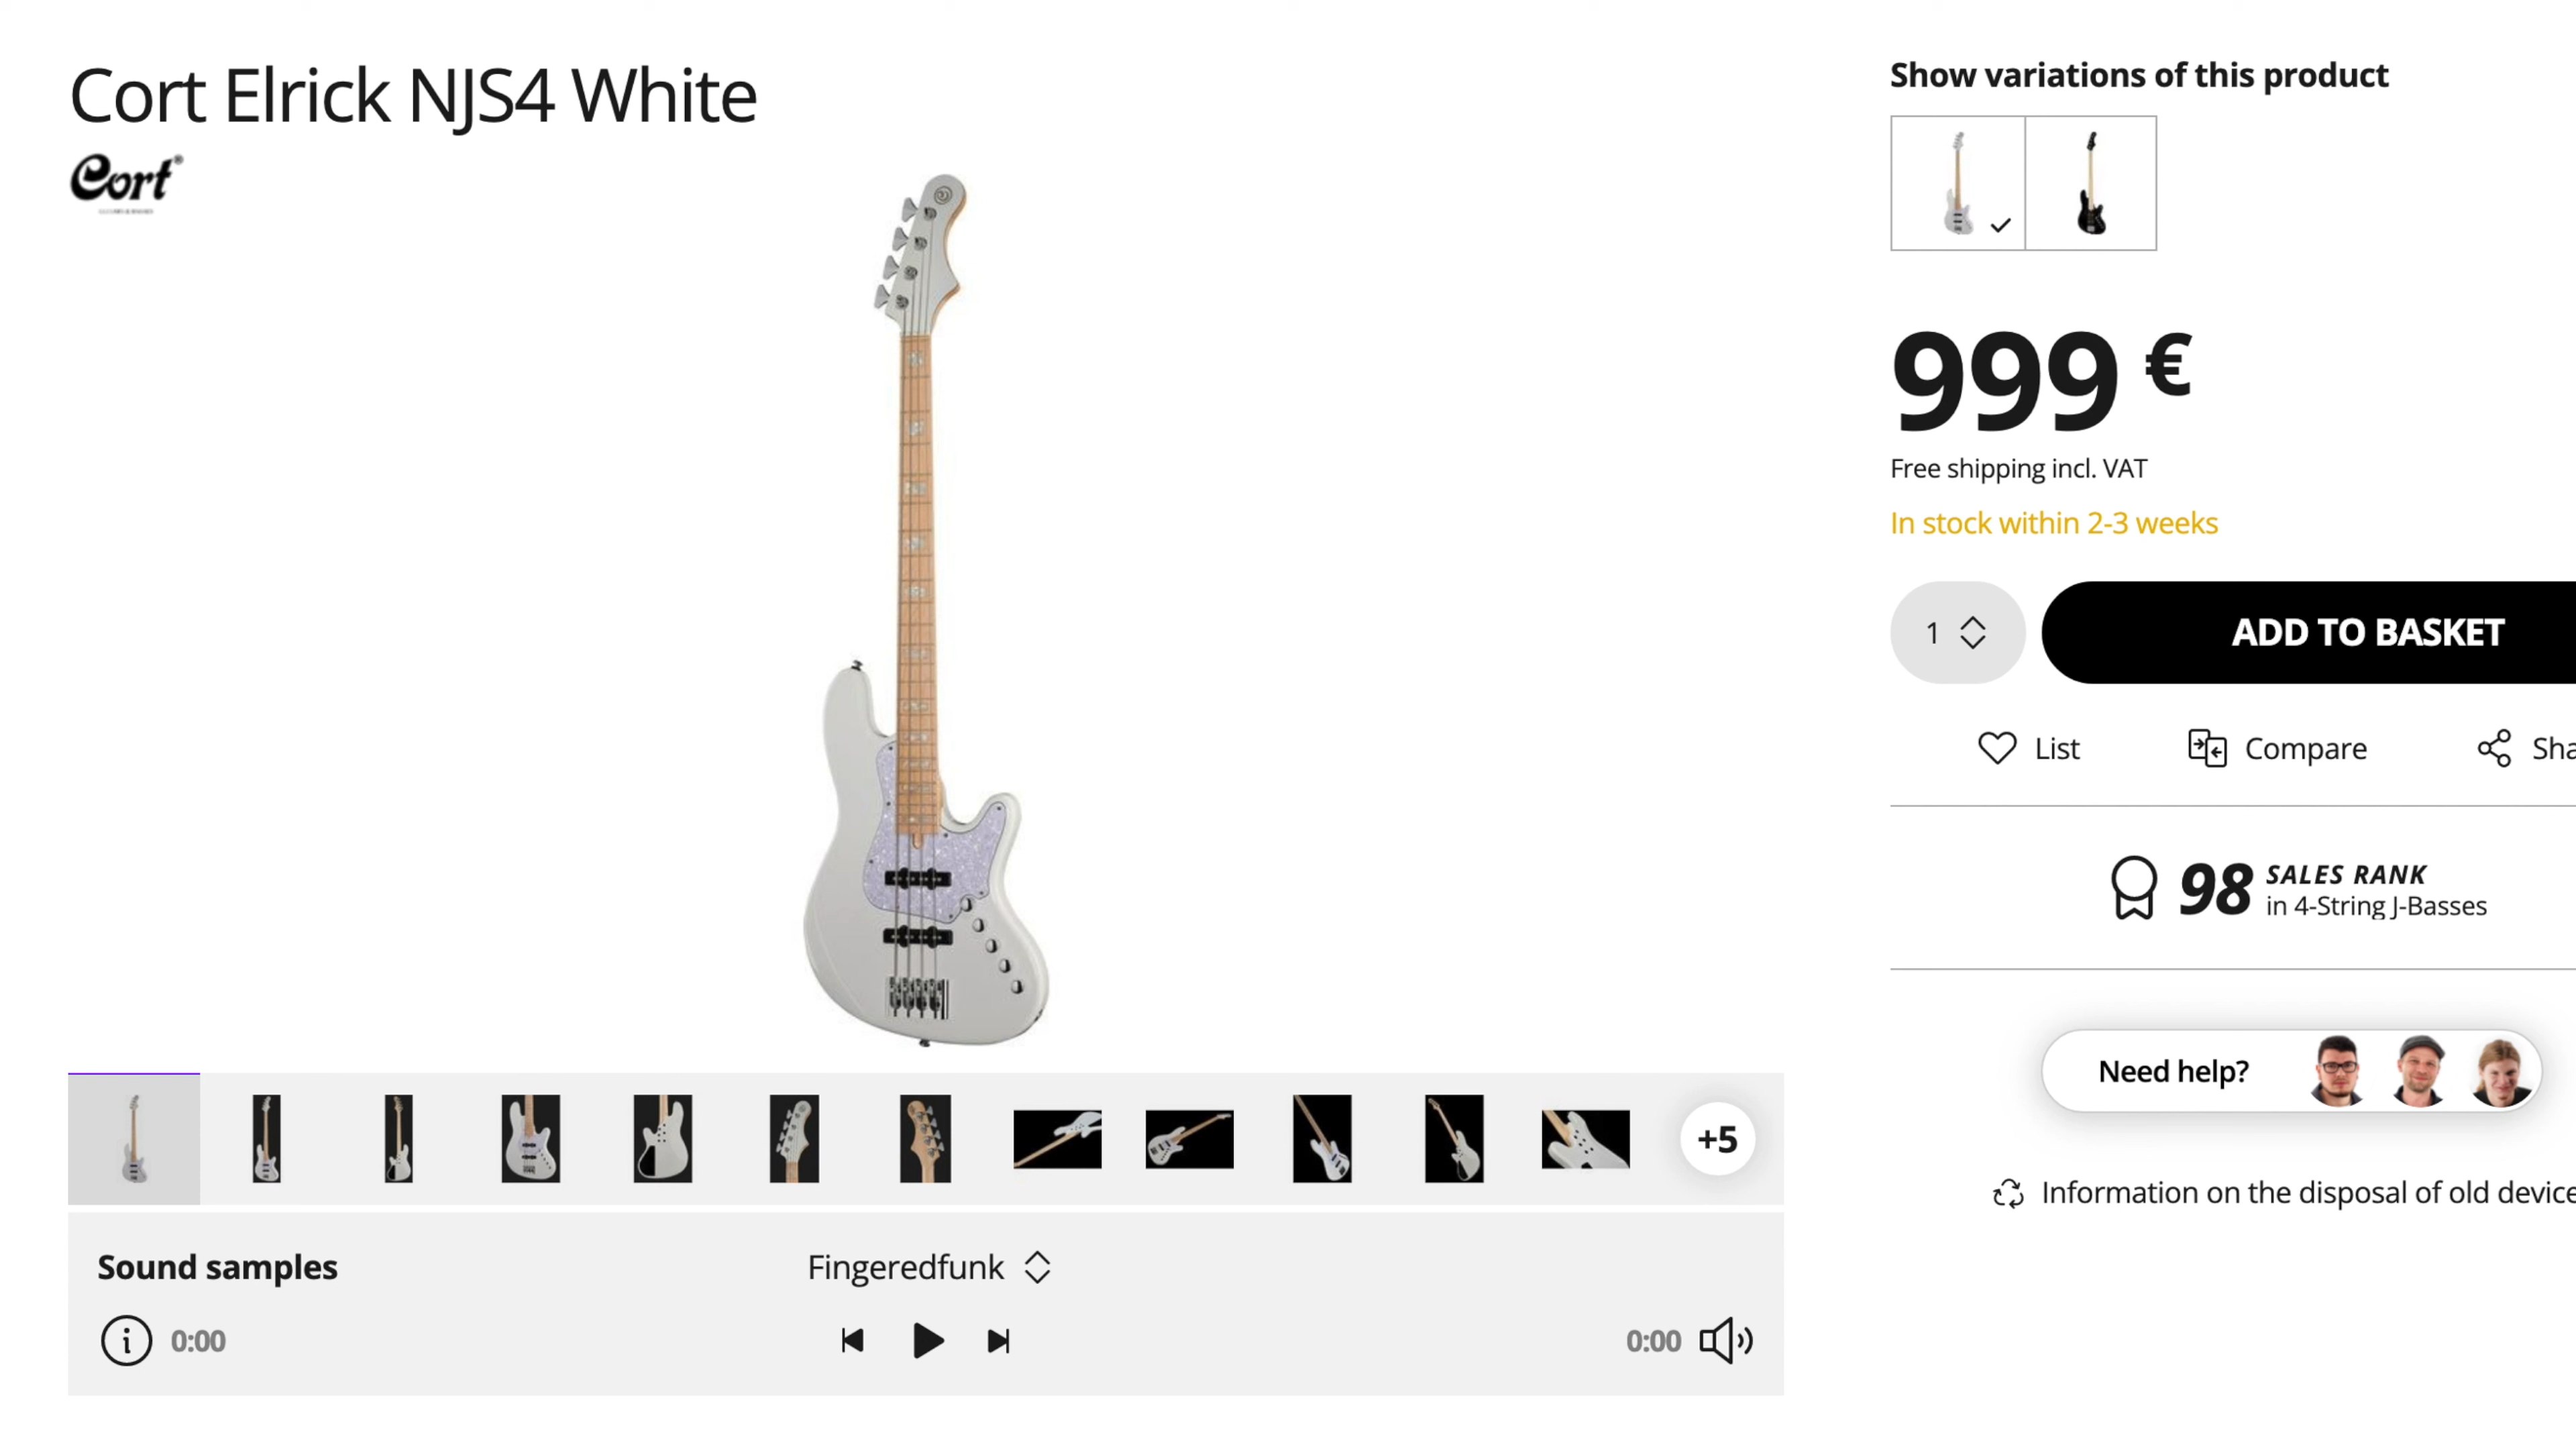 Cort Elrick NJS4 White
Cort®
Show variations of this product
999 €
Free shipping incl. VAT
In stock within 2-3 weeks
1
ADD TO BASKET
List
Compare
Sha
98
SALES RANK
in 4-String J-Basses
Need help?
Information on the disposal of old device
+5
Sound samples
Fingeredfunk
0:00
0:00